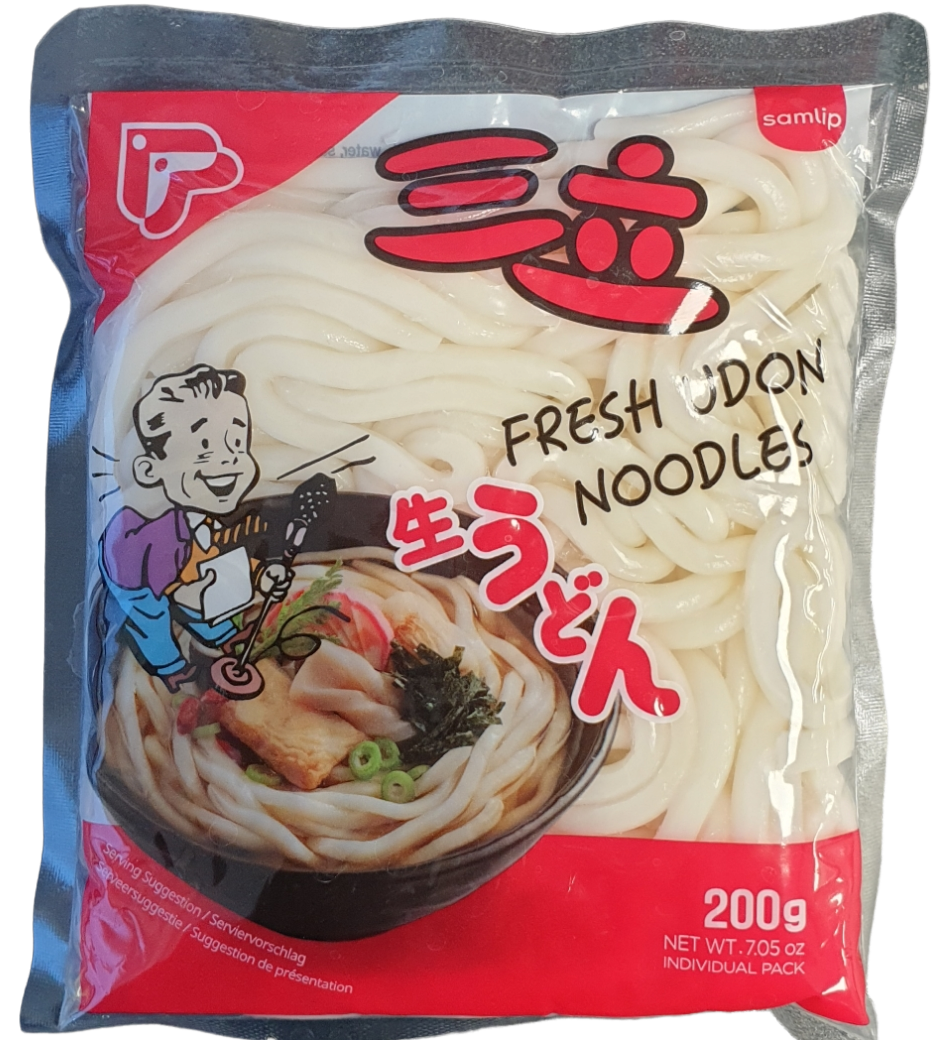 samlip
water,
三立
FRESH UDON
NOODLES
生うどん
Serving Suggestion / Serviervorschlag
Serveersuggestie / Suggestion de présentation
200g
NET WT. 7.05 oz
INDIVIDUAL PACK